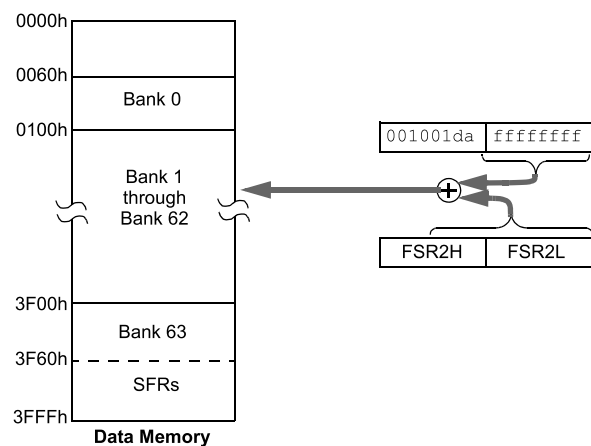 0000h
0060h
Bank 0
0100h
001001da ffffffff
Bank 1
through
Bank 62
FSR2H FSR2L
3F00h
Bank 63
3F60h
SFRs
3FFFh
Data Memory